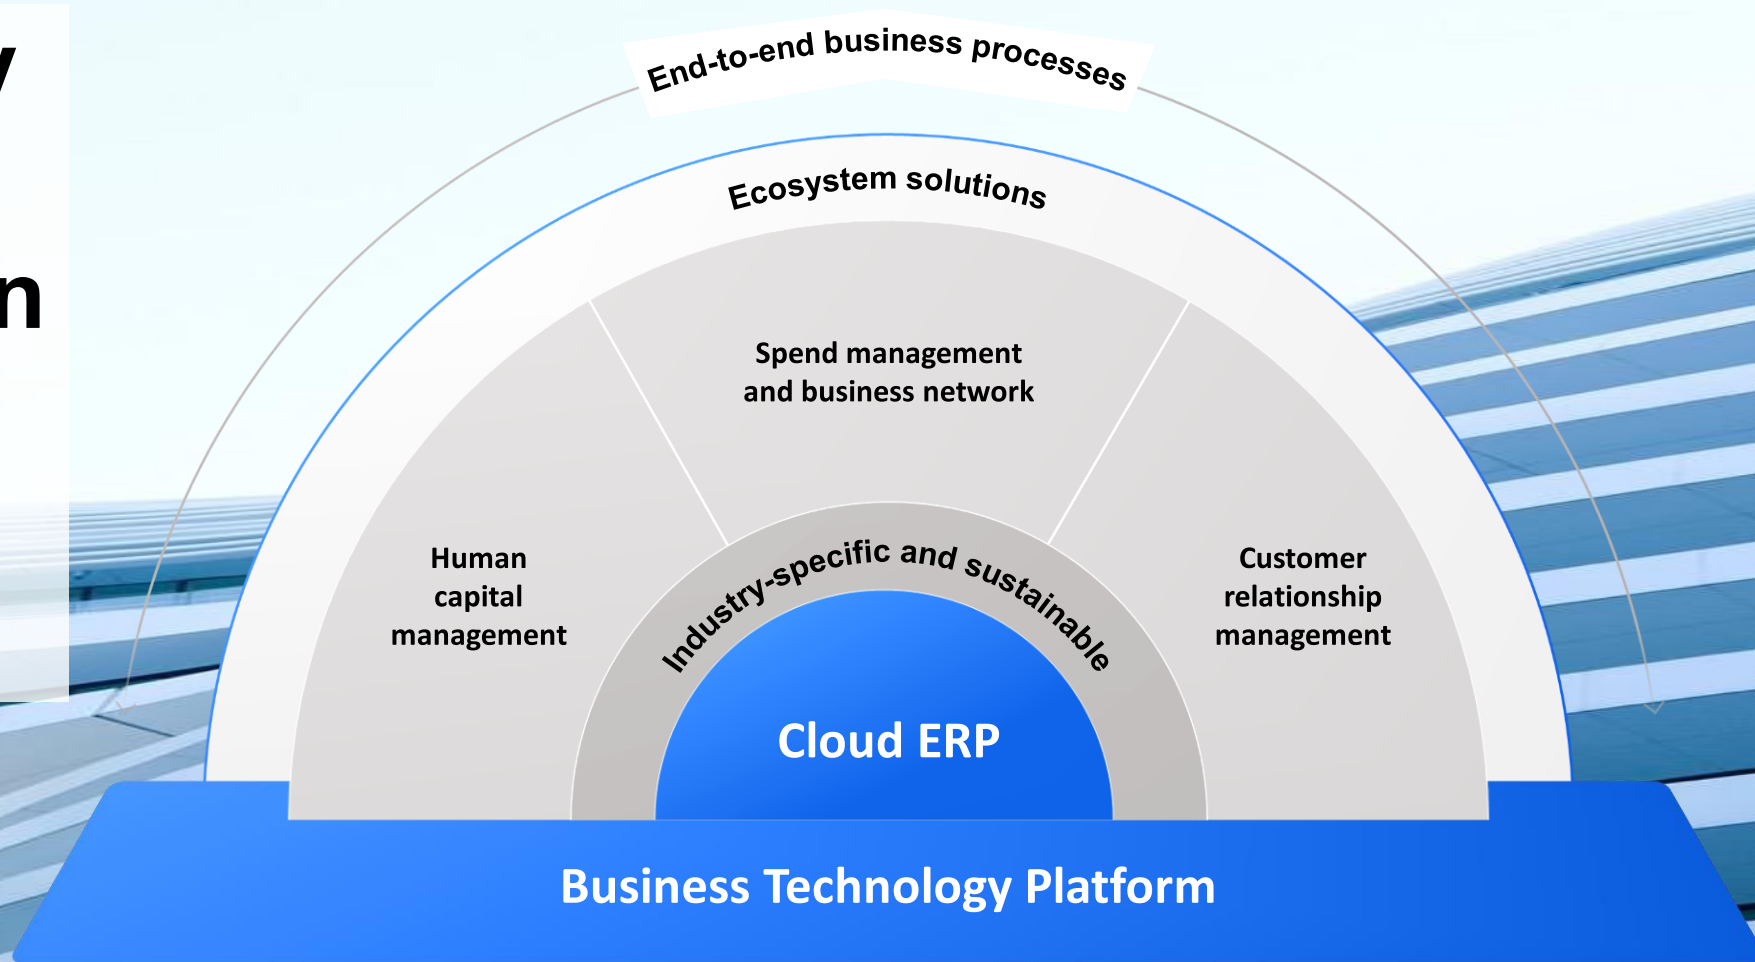 End-to-end business processes
Ecosystem solutions
Spend management
and business network
Human
capital
management
Customer
relationship
management
Industry-specific and sustainable
Cloud ERP
Business Technology Platform